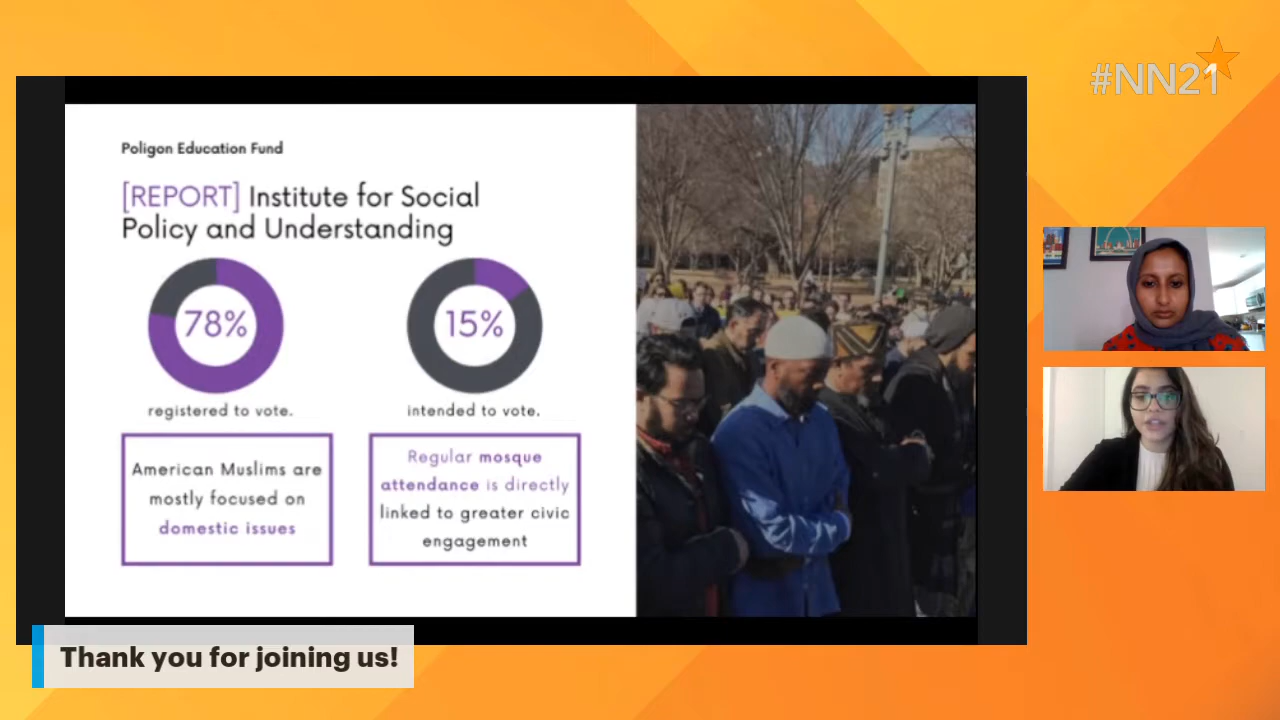 #NN21
Poligon Education Fund
[REPORT] Institute for Social
Policy and Understanding
78%
registered to vote.
15%
intended to vote.
American Muslims are
mostly focused on
domestic issues
Regular mosque
attendance is directly
linked to greater civic
engagement
Thank you for joining us!